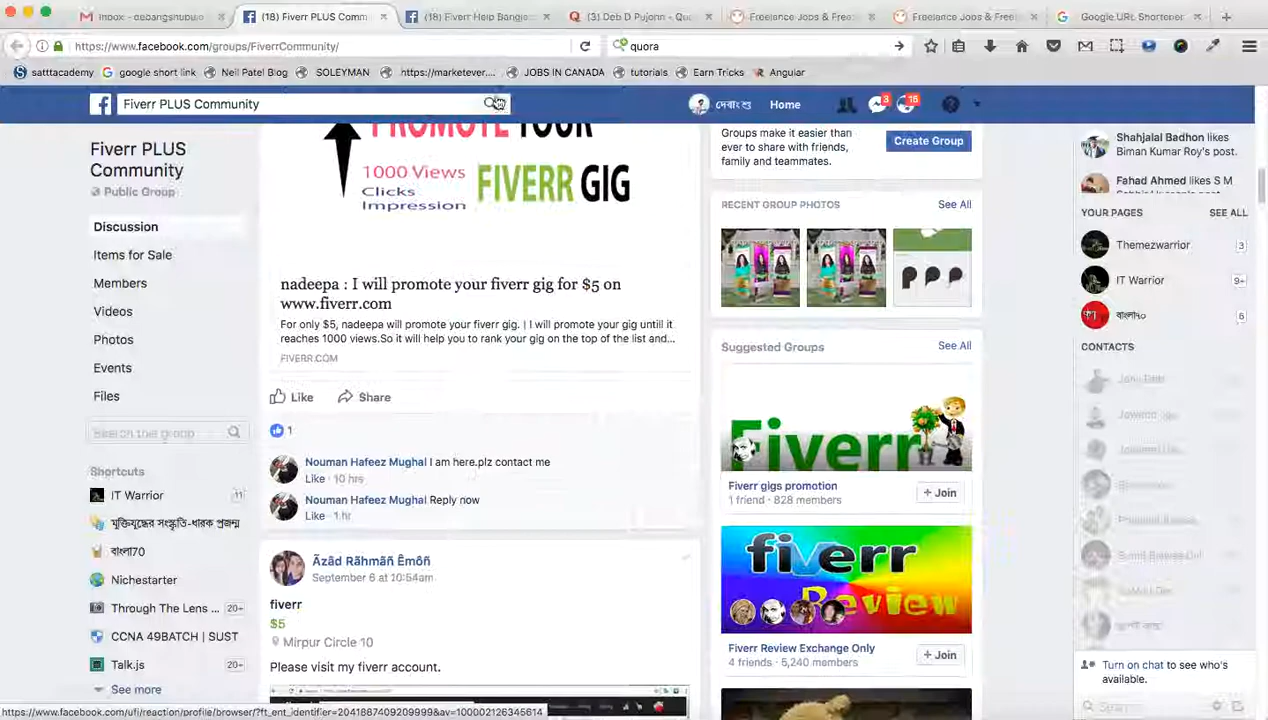 Inbox - debangshubulo
(18) Fiverr PLUS Comm
(18) Fiverr Help Bangle
(3) Deb D Pujonn - Quo
Freelance Jobs & Free
Freelance Jobs & Free
Google URL Shortener
https://www.facebook.com/groups/FiverrCommunity/
quora
satttacademy
google short link
Neil Patel Blog
SOLEYMAN
https://marketever....
JOBS IN CANADA
tutorials
Earn Tricks
Angular
Fiverr PLUS Community
দেবাংশু
Home
3
16
Fiverr PLUS
Community
Public Group
Discussion
Items for Sale
Members
Videos
Photos
Events
Files
Search this group
Shortcuts
IT Warrior 11
মুক্তিযুদ্ধের সংস্কৃতি-ধারক প্রজন্ম
বাংলা70
Nichestarter
Through The Lens ... 20+
CCNA 49BATCH | SUST
Talk.js 20+
See more
PROMOTE YOUR
1000 Views
Clicks
Impression
FIVERR GIG
nadeepa : I will promote your fiverr gig for $5 on
www.fiverr.com
For only $5, nadeepa will promote your fiverr gig. | I will promote your gig untill it
reaches 1000 views.So it will help you to rank your gig on the top of the list and...
FIVERR.COM
Like
Share
1
Nouman Hafeez Mughal I am here.plz contact me
Like · 10 hrs
Nouman Hafeez Mughal Reply now
Like · 1 hr
Ãzâd Rãhmãñ Êmôñ
September 6 at 10:54am
fiverr
$5
Mirpur Circle 10
Please visit my fiverr account.
Groups make it easier than
ever to share with friends,
family and teammates.
Create Group
RECENT GROUP PHOTOS
See All
Suggested Groups
See All
Fiverr
Fiverr gigs promotion
1 friend · 828 members
+ Join
fiverr
Review
Fiverr Review Exchange Only
4 friends · 5,240 members
+ Join
Shahjalal Badhon likes
Biman Kumar Roy's post.
Fahad Ahmed likes S M
YOUR PAGES
SEE ALL
Themezwarrior 3
IT Warrior 9+
বাংলা৭০ 6
CONTACTS
Turn on chat to see who's
available.
Search
https://www.facebook.com/ufi/reaction/profile/browser/?ft_ent_identifier=2041867409209999&av=100002126345614